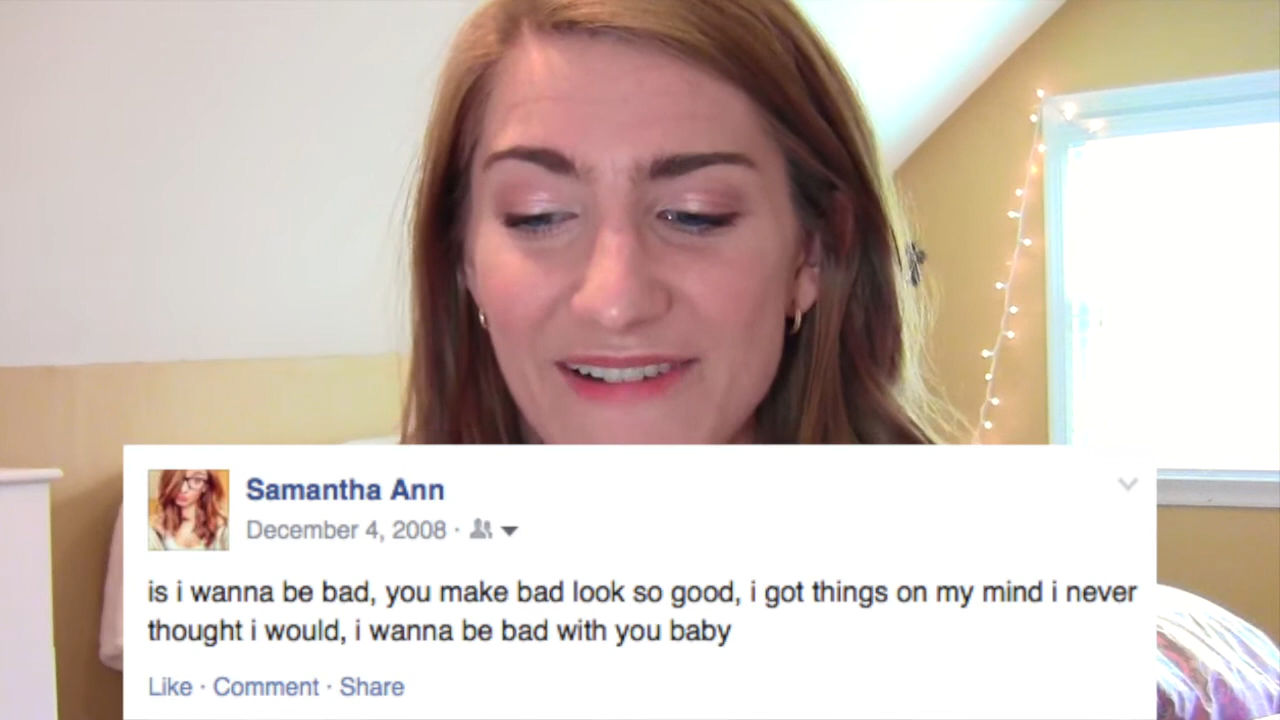 Samantha Ann
December 4, 2008 ·
is i wanna be bad, you make bad look so good, i got things on my mind i never
thought i would, i wanna be bad with you baby
Like · Comment · Share